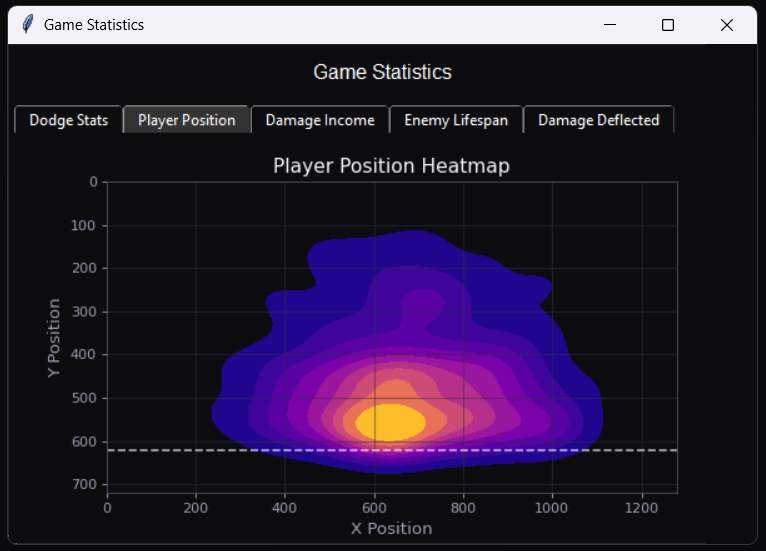 Game Statistics
Game Statistics
Dodge Stats Player Position Damage Income Enemy Lifespan Damage Deflected
Player Position Heatmap
0
100
200
300
400
500
600
700
Y Position
0 200 400 600 800 1000 1200
X Position